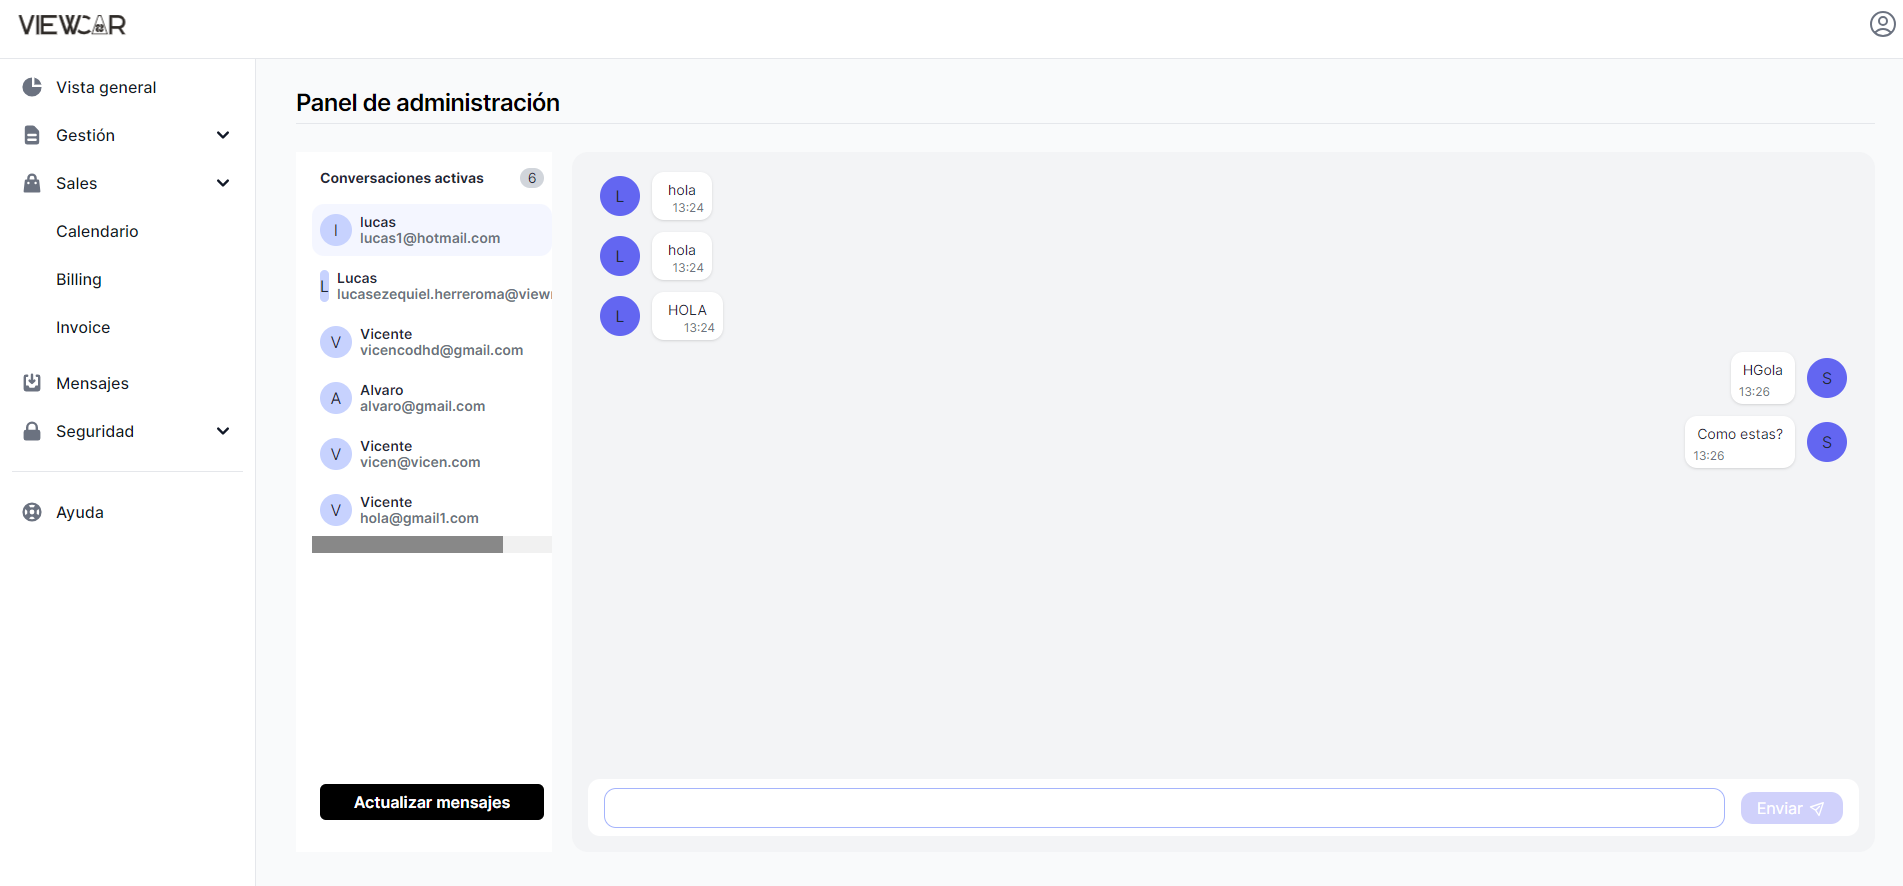 VIEWCAR
Vista general
Gestión
Sales
Calendario
Billing
Invoice
Mensajes
Seguridad
Ayuda
Panel de administración
Conversaciones activas 6
l lucas
lucas1@hotmail.com
L Lucas
lucasezequiel.herreroma@view
V Vicente
vicencodhd@gmail.com
A Alvaro
alvaro@gmail.com
V Vicente
vicen@vicen.com
V Vicente
hola@gmail1.com
Actualizar mensajes
L hola
13:24
L hola
13:24
L HOLA
13:24
HGola S
13:26
Como estas? S
13:26
Enviar